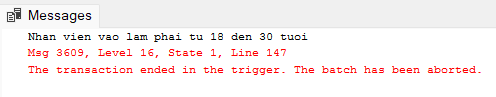 Messages
Nhan vien vao lam phai tu 18 den 30 tuoi
Msg 3609, Level 16, State 1, Line 147
The transaction ended in the trigger. The batch has been aborted.